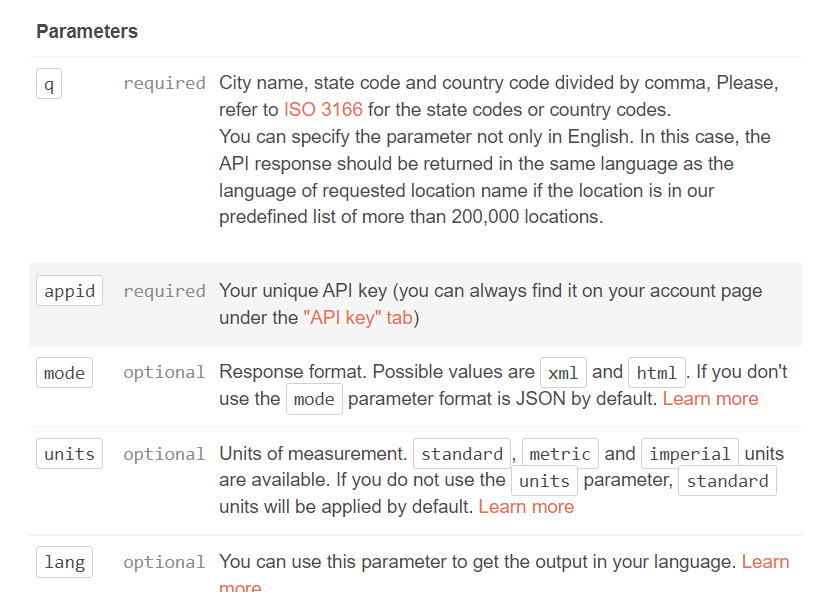 Parameters
q required City name, state code and country code divided by comma, Please,
refer to ISO 3166 for the state codes or country codes.
You can specify the parameter not only in English. In this case, the
API response should be returned in the same language as the
language of requested location name if the location is in our
predefined list of more than 200,000 locations.
appid required Your unique API key (you can always find it on your account page
under the "API key" tab)
mode optional Response format. Possible values are xml and html. If you don't
use the mode parameter format is JSON by default. Learn more
units optional Units of measurement. standard, metric and imperial units
are available. If you do not use the units parameter, standard
units will be applied by default. Learn more
lang optional You can use this parameter to get the output in your language. Learn
more